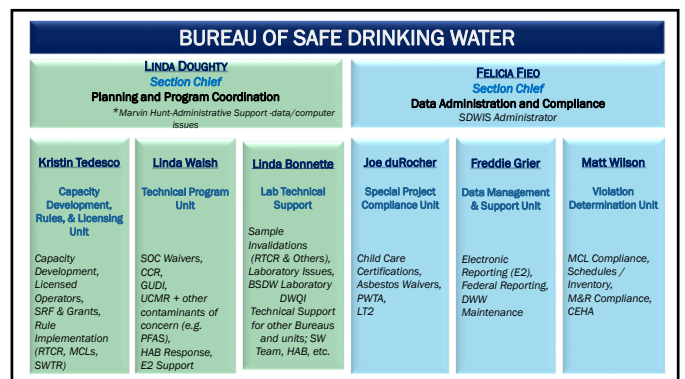 BUREAU OF SAFE DRINKING WATER
LINDA DOUGHTY
Section Chief
Planning and Program Coordination
*Marvin Hunt-Administrative Support -data/computer
issues
FELICIA FIEO
Section Chief
Data Administration and Compliance
SDWIS Administrator
Kristin Tedesco
Capacity
Development,
Rules, & Licensing
Unit
Capacity
Development,
Licensed
Operators,
SRF & Grants,
Rule
Implementation
(RTCR, MCLs,
SWTR)
Linda Walsh
Technical Program
Unit
SOC Waivers,
CCR,
GUDI,
UCMR + other
contaminants of
concern (e.g.
PFAS),
HAB Response,
E2 Support
Linda Bonnette
Lab Technical
Support
Sample
Invalidations
(RTCR & Others),
Laboratory Issues,
BSDW Laboratory
DWQI
Technical Support
for other Bureaus
and units; SW
Team, HAB, etc.
Joe duRocher
Special Project
Compliance Unit
Child Care
Certifications,
Asbestos Waivers,
PWTA,
LT2
Freddie Grier
Data Management
& Support Unit
Electronic
Reporting (E2),
Federal Reporting,
DWW
Maintenance
Matt Wilson
Violation
Determination Unit
MCL Compliance,
Schedules /
Inventory,
M&R Compliance,
CEHA